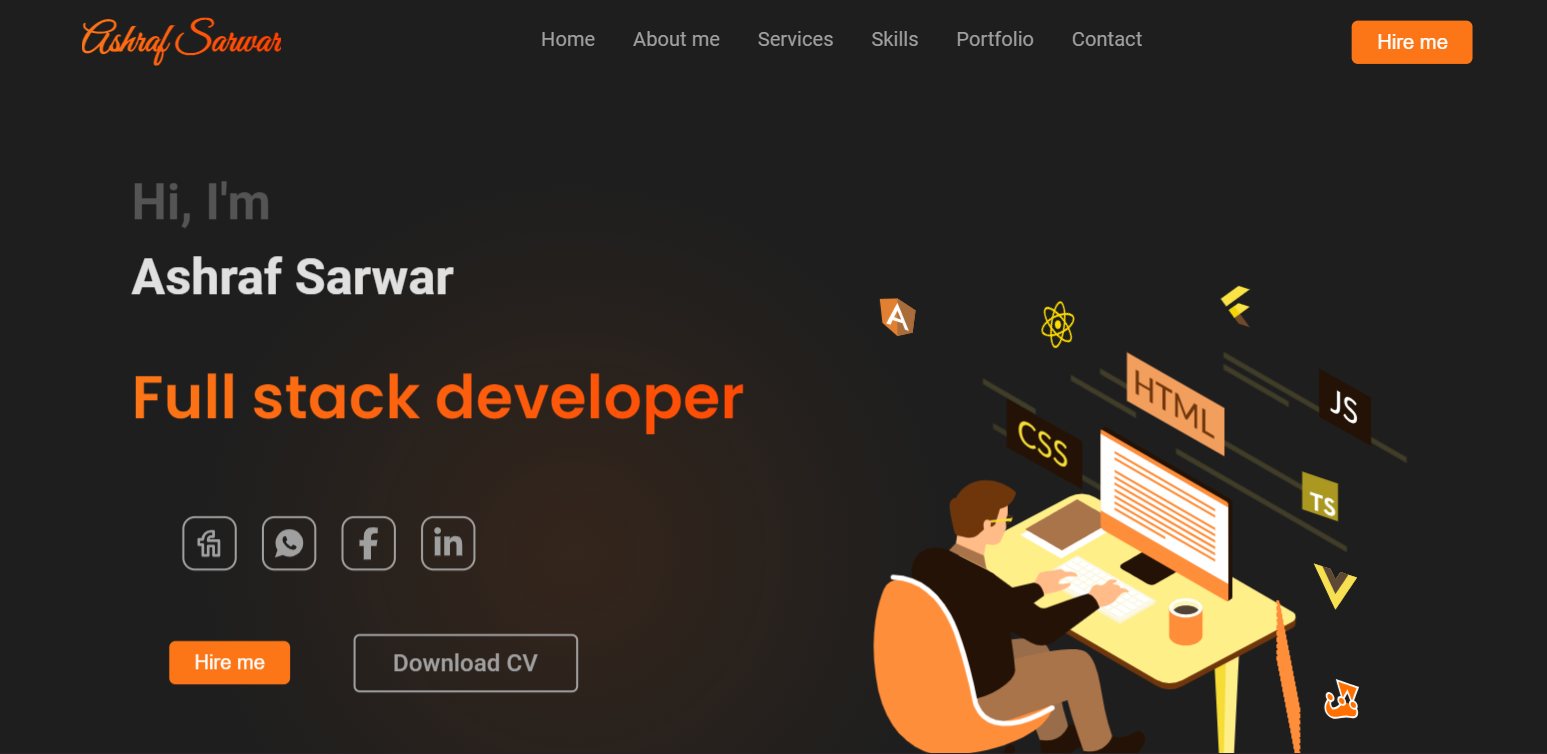 Ashraf Sarwar
Home About me Services Skills Portfolio Contact
Hire me
Hi, I'm
Ashraf Sarwar
Full stack developer
Hire me Download CV
HTML
JS
CSS
TS
A
in